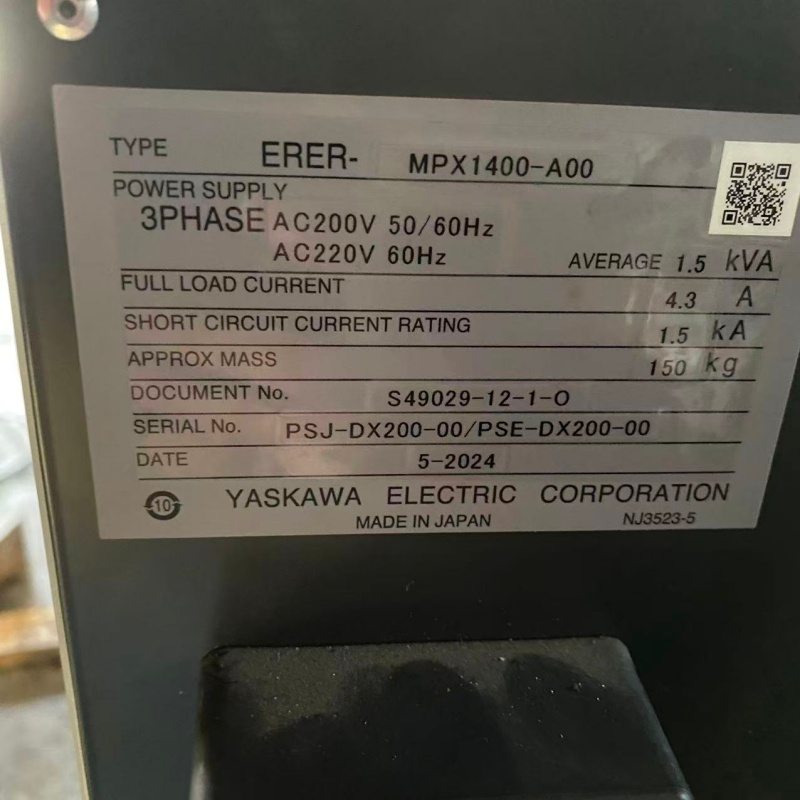 TYPE ERER- MPX1400-A00
POWER SUPPLY
3PHASE AC200V 50/60Hz
AC220V 60Hz AVERAGE 1.5 kVA
FULL LOAD CURRENT 4.3 A
SHORT CIRCUIT CURRENT RATING 1.5 kA
APPROX MASS 150 kg
DOCUMENT No. S49029-12-1-0
SERIAL No. PSJ-DX200-00/PSE-DX200-00
DATE 5-2024
10 YASKAWA ELECTRIC CORPORATION
MADE IN JAPAN NJ3523-5